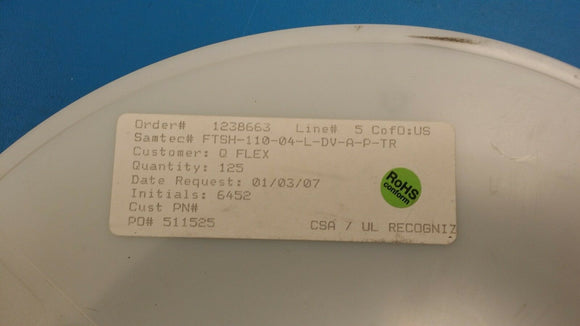 Order# 1238663 Line# 5 CofO:US
Samtec# FTSH-110-04-L-DV-A-P-TR
Customer: Q FLEX
Quantity: 125
Date Request: 01/03/07
Initials: 6452
Cust PN#
PO# 511525
RoHS
conform
CSA / UL RECOGNIZ